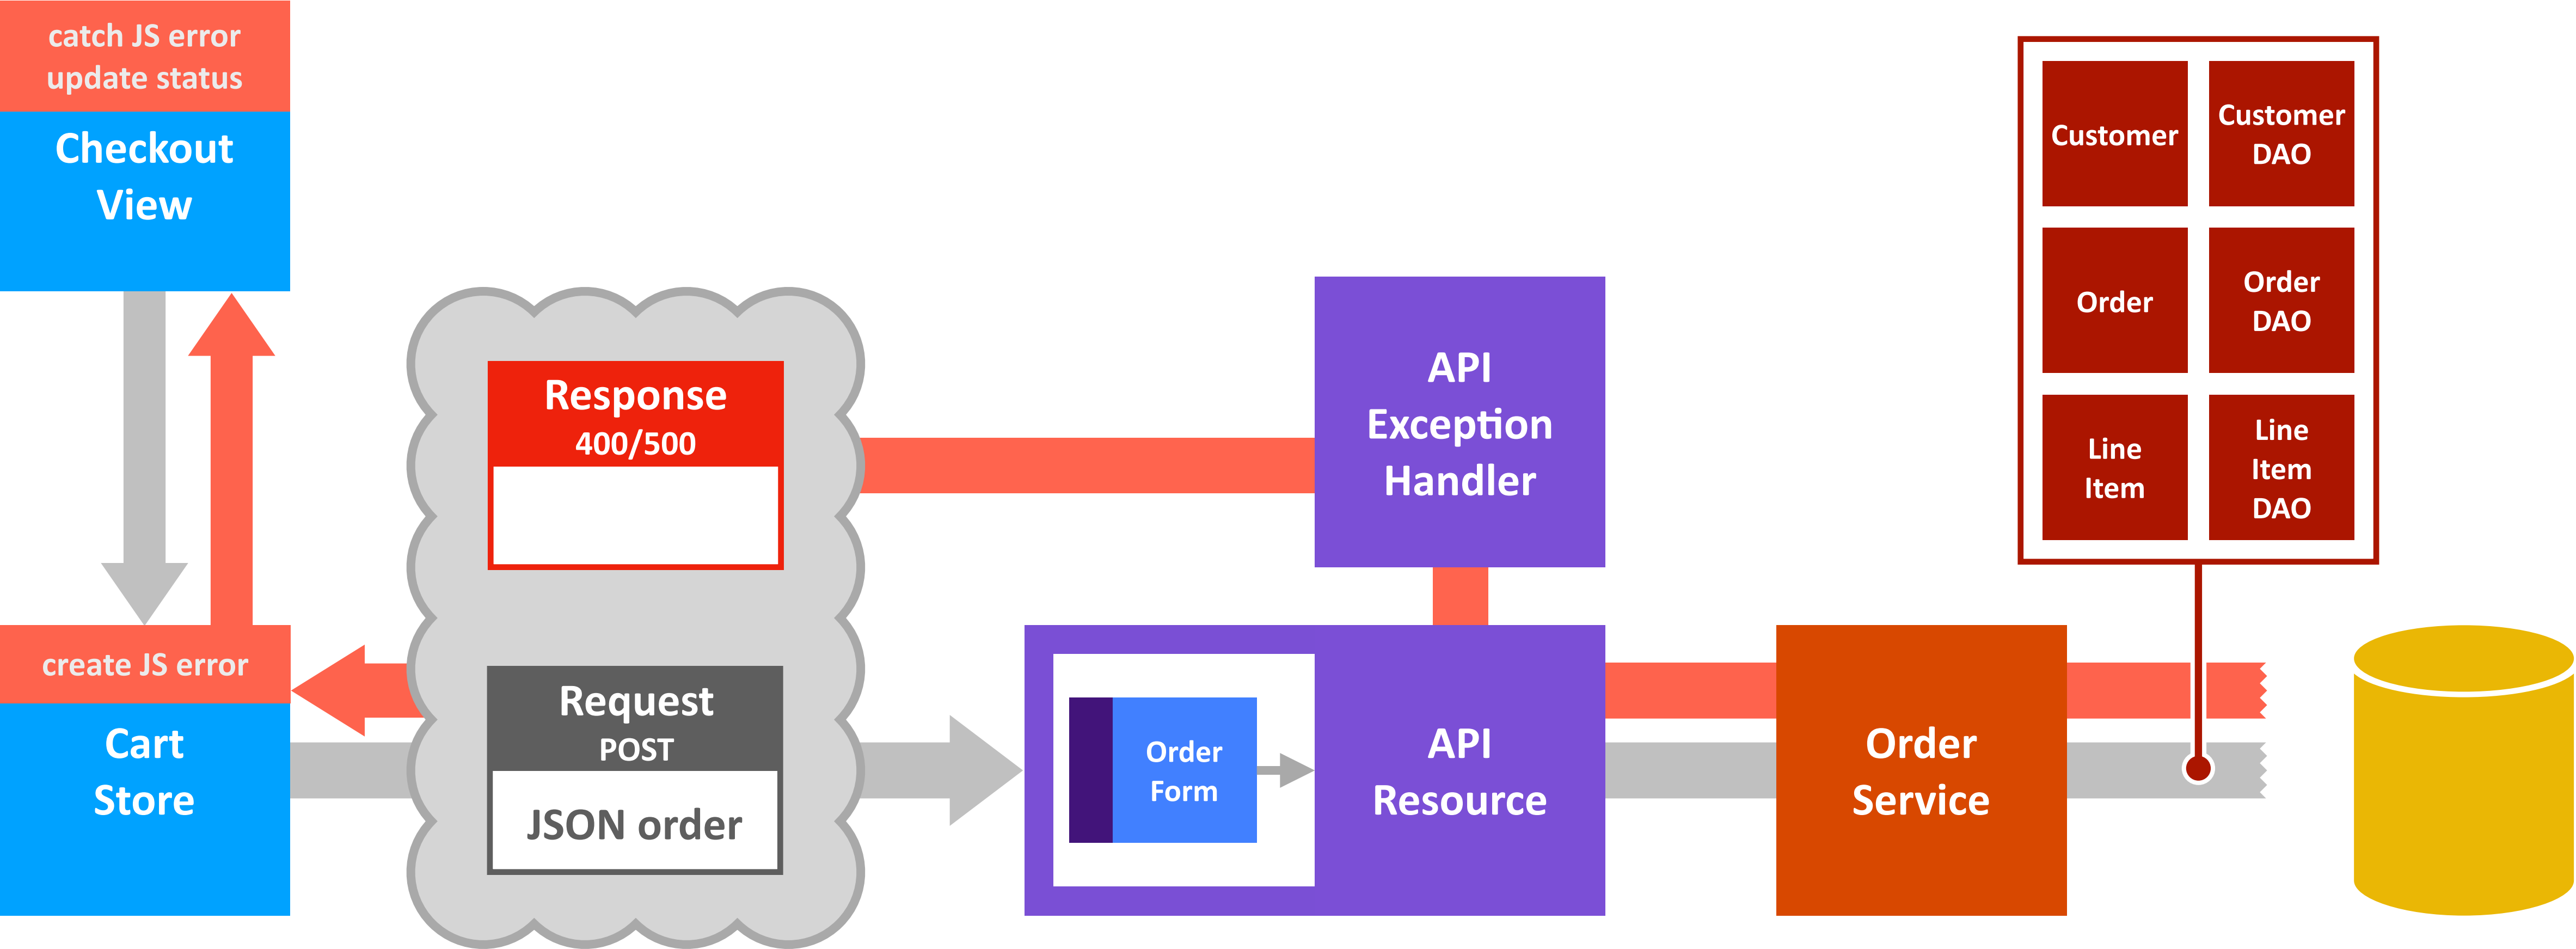 catch JS error
update status
Checkout
View
create JS error
Cart
Store
Response
400/500
Request
POST
JSON order
Order
Form
API
Exception
Handler
API
Resource
Order
Service
Customer
Customer
DAO
Order
Order
DAO
Line
Item
Line
Item
DAO